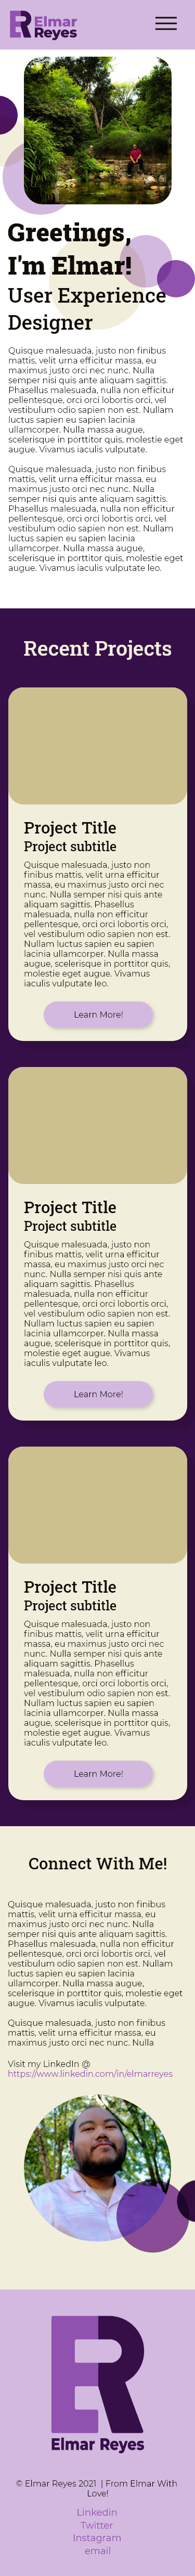 Elmar
Reyes
Greetings,
I'm Elmar!
User Experience
Designer
Quisque malesuada, justo non finibus
mattis, velit urna efficitur massa, eu
maximus justo orci nec nunc. Nulla
semper nisi quis ante aliquam sagittis.
Phasellus malesuada, nulla non efficitur
pellentesque, orci orci lobortis orci, vel
vestibulum odio sapien non est. Nullam
luctus sapien eu sapien lacinia
ullamcorper. Nulla massa augue,
scelerisque in porttitor quis, molestie eget
augue. Vivamus iaculis vulputate.
Quisque malesuada, justo non finibus
mattis, velit urna efficitur massa, eu
maximus justo orci nec nunc. Nulla
semper nisi quis ante aliquam sagittis.
Phasellus malesuada, nulla non efficitur
pellentesque, orci orci lobortis orci, vel
vestibulum odio sapien non est. Nullam
luctus sapien eu sapien lacinia
ullamcorper. Nulla massa augue,
scelerisque in porttitor quis, molestie eget
augue. Vivamus iaculis vulputate leo.
Recent Projects
Project Title
Project subtitle
Quisque malesuada, justo non
finibus mattis, velit urna efficitur
massa, eu maximus justo orci nec
nunc. Nulla semper nisi quis ante
aliquam sagittis. Phasellus
malesuada, nulla non efficitur
pellentesque, orci orci lobortis orci,
vel vestibulum odio sapien non est.
Nullam luctus sapien eu sapien
lacinia ullamcorper. Nulla massa
augue, scelerisque in porttitor quis,
molestie eget augue. Vivamus
iaculis vulputate leo.
Learn More!
Project Title
Project subtitle
Quisque malesuada, justo non
finibus mattis, velit urna efficitur
massa, eu maximus justo orci nec
nunc. Nulla semper nisi quis ante
aliquam sagittis. Phasellus
malesuada, nulla non efficitur
pellentesque, orci orci lobortis orci,
vel vestibulum odio sapien non est.
Nullam luctus sapien eu sapien
lacinia ullamcorper. Nulla massa
augue, scelerisque in porttitor quis,
molestie eget augue. Vivamus
iaculis vulputate leo.
Learn More!
Project Title
Project subtitle
Quisque malesuada, justo non
finibus mattis, velit urna efficitur
massa, eu maximus justo orci nec
nunc. Nulla semper nisi quis ante
aliquam sagittis. Phasellus
malesuada, nulla non efficitur
pellentesque, orci orci lobortis orci,
vel vestibulum odio sapien non est.
Nullam luctus sapien eu sapien
lacinia ullamcorper. Nulla massa
augue, scelerisque in porttitor quis,
molestie eget augue. Vivamus
iaculis vulputate leo.
Learn More!
Connect With Me!
Quisque malesuada, justo non finibus
mattis, velit urna efficitur massa, eu
maximus justo orci nec nunc. Nulla
semper nisi quis ante aliquam sagittis.
Phasellus malesuada, nulla non efficitur
pellentesque, orci orci lobortis orci, vel
vestibulum odio sapien non est. Nullam
luctus sapien eu sapien lacinia
ullamcorper. Nulla massa augue,
scelerisque in porttitor quis, molestie eget
augue. Vivamus iaculis vulputate.
Quisque malesuada, justo non finibus
mattis, velit urna efficitur massa, eu
maximus justo orci nec nunc. Nulla
Visit my LinkedIn @
https://www.linkedin.com/in/elmarreyes
Elmar Reyes
© Elmar Reyes 2021 | From Elmar With
Love!
Linkedin
Twitter
Instagram
email